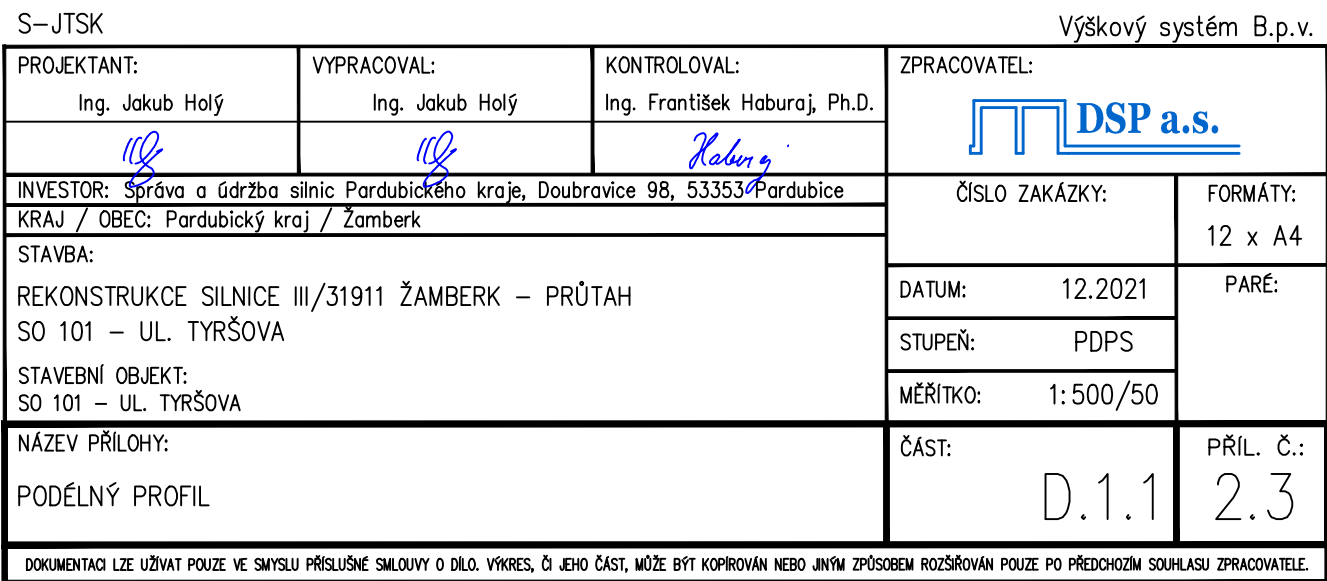 S-JTSK
Výškový systém B.p.v.
PROJEKTANT:
Ing. Jakub Holý
VYPRACOVAL:
Ing. Jakub Holý
KONTROLOVAL:
Ing. František Haburaj, Ph.D.
Haburaj
ZPRACOVATEL:
DSP a.s.
INVESTOR: Správa a údržba silnic Pardubického kraje, Doubravice 98, 53353 Pardubice
KRAJ / OBEC: Pardubický kraj / Žamberk
STAVBA:
REKONSTRUKCE SILNICE III/31911 ŽAMBERK – PRŮTAH
SO 101 – UL. TYRŠOVA
STAVEBNÍ OBJEKT:
SO 101 – UL. TYRŠOVA
ČÍSLO ZAKÁZKY:
FORMÁTY:
12 x A4
DATUM: 12.2021
STUPEŇ: PDPS
MĚŘÍTKO: 1:500/50
PARÉ:
NÁZEV PŘÍLOHY:
PODÉLNÝ PROFIL
ČÁST:
D.1.1
PŘÍL. Č.:
2.3
DOKUMENTACI LZE UŽÍVAT POUZE VE SMYSLU PŘÍSLUŠNÉ SMLOUVY O DÍLO. VÝKRES, ČI JEHO ČÁST, MŮŽE BÝT KOPÍROVÁN NEBO JINÝM ZPŮSOBEM ROZŠIŘOVÁN POUZE PO PŘEDCHOZÍM SOUHLASU ZPRACOVATELE.